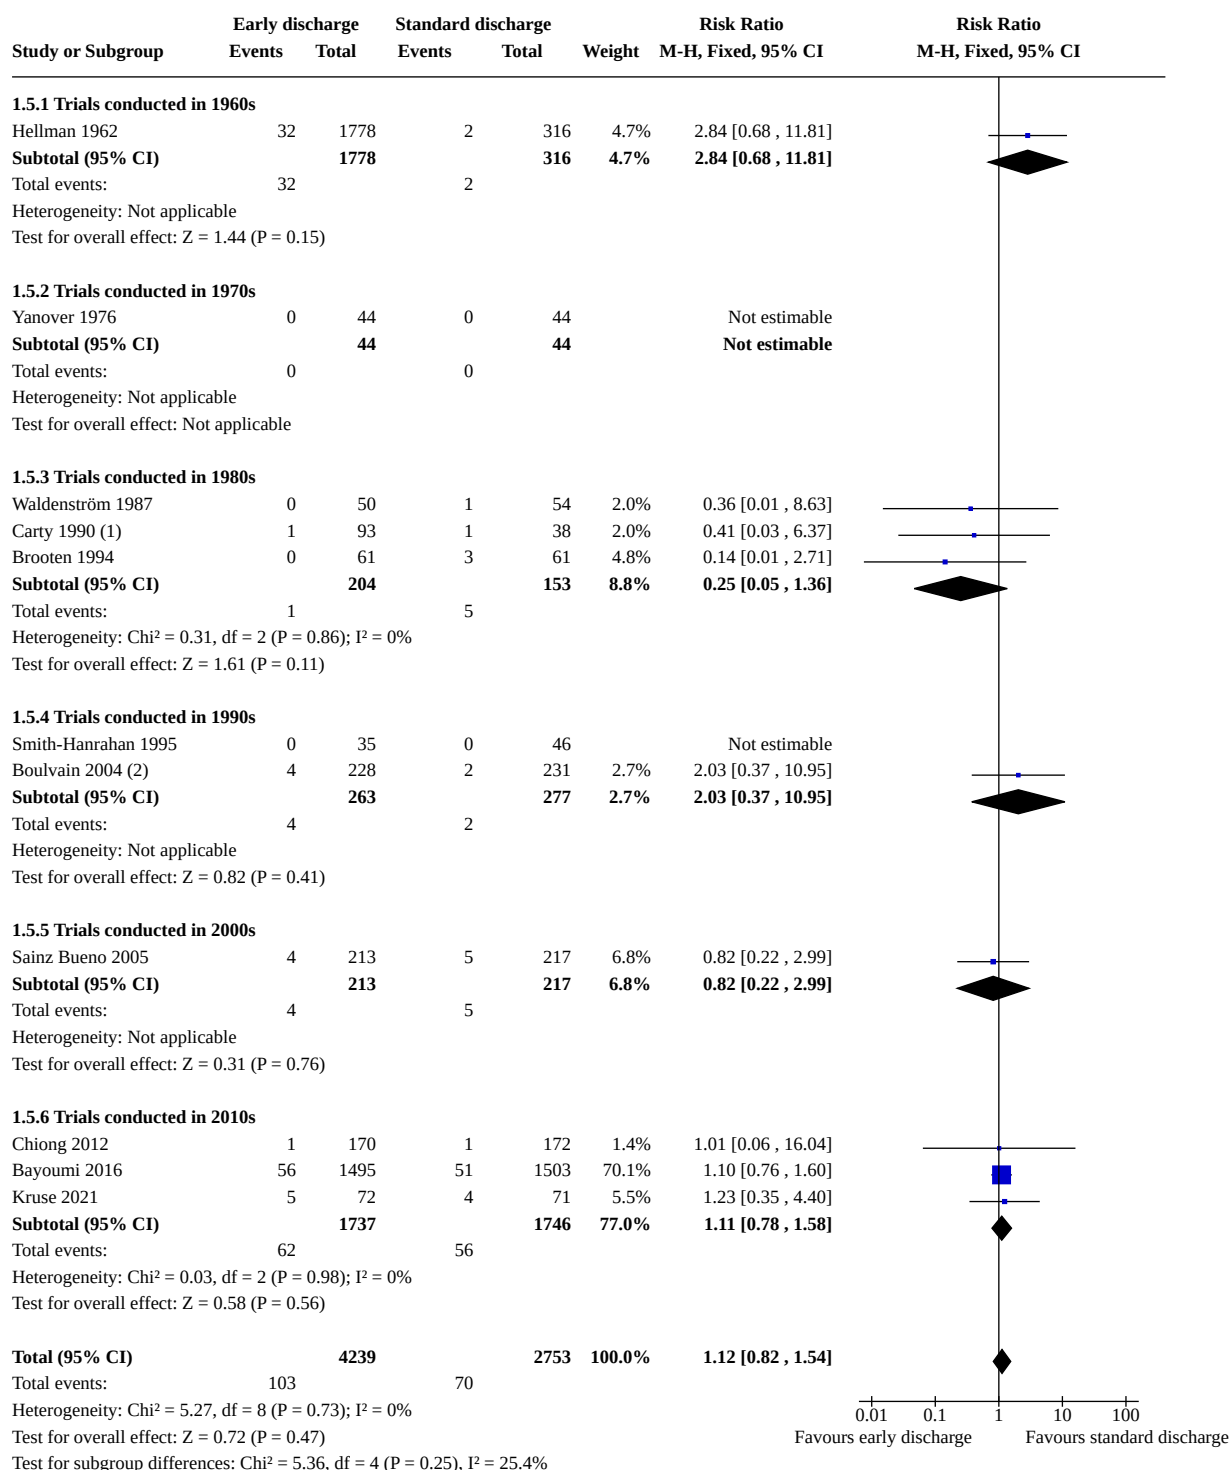 Early discharge Standard discharge Risk Ratio Risk Ratio
Study or Subgroup Events Total Events Total Weight M-H, Fixed, 95% CI M-H, Fixed, 95% CI
1.5.1 Trials conducted in 1960s
Hellman 1962 32 1778 2 316 4.7% 2.84 [0.68 , 11.81]
Subtotal (95% CI) 1778 316 4.7% 2.84 [0.68 , 11.81]
Total events: 32 2
Heterogeneity: Not applicable
Test for overall effect: Z = 1.44 (P = 0.15)
1.5.2 Trials conducted in 1970s
Yanover 1976 0 44 0 44 Not estimable
Subtotal (95% CI) 44 44 Not estimable
Total events: 0 0
Heterogeneity: Not applicable
Test for overall effect: Not applicable
1.5.3 Trials conducted in 1980s
Waldenström 1987 0 50 1 54 2.0% 0.36 [0.01 , 8.63]
Carty 1990 (1) 1 93 1 38 2.0% 0.41 [0.03 , 6.37]
Brooten 1994 0 61 3 61 4.8% 0.14 [0.01 , 2.71]
Subtotal (95% CI) 204 153 8.8% 0.25 [0.05 , 1.36]
Total events: 1 5
Heterogeneity: Chi² = 0.31, df = 2 (P = 0.86); I² = 0%
Test for overall effect: Z = 1.61 (P = 0.11)
1.5.4 Trials conducted in 1990s
Smith-Hanrahan 1995 0 35 0 46 Not estimable
Boulvain 2004 (2) 4 228 2 231 2.7% 2.03 [0.37 , 10.95]
Subtotal (95% CI) 263 277 2.7% 2.03 [0.37 , 10.95]
Total events: 4 2
Heterogeneity: Not applicable
Test for overall effect: Z = 0.82 (P = 0.41)
1.5.5 Trials conducted in 2000s
Sainz Bueno 2005 4 213 5 217 6.8% 0.82 [0.22 , 2.99]
Subtotal (95% CI) 213 217 6.8% 0.82 [0.22 , 2.99]
Total events: 4 5
Heterogeneity: Not applicable
Test for overall effect: Z = 0.31 (P = 0.76)
1.5.6 Trials conducted in 2010s
Chiong 2012 1 170 1 172 1.4% 1.01 [0.06 , 16.04]
Bayoumi 2016 56 1495 51 1503 70.1% 1.10 [0.76 , 1.60]
Kruse 2021 5 72 4 71 5.5% 1.23 [0.35 , 4.40]
Subtotal (95% CI) 1737 1746 77.0% 1.11 [0.78 , 1.58]
Total events: 62 56
Heterogeneity: Chi² = 0.03, df = 2 (P = 0.98); I² = 0%
Test for overall effect: Z = 0.58 (P = 0.56)
Total (95% CI) 4239 2753 100.0% 1.12 [0.82 , 1.54]
Total events: 103 70
Heterogeneity: Chi² = 5.27, df = 8 (P = 0.73); I² = 0%
0.01 0.1 1 10 100
Test for overall effect: Z = 0.72 (P = 0.47)
Favours early discharge Favours standard discharge
Test for subgroup differences: Chi² = 5.36, df = 4 (P = 0.25), I² = 25.4%